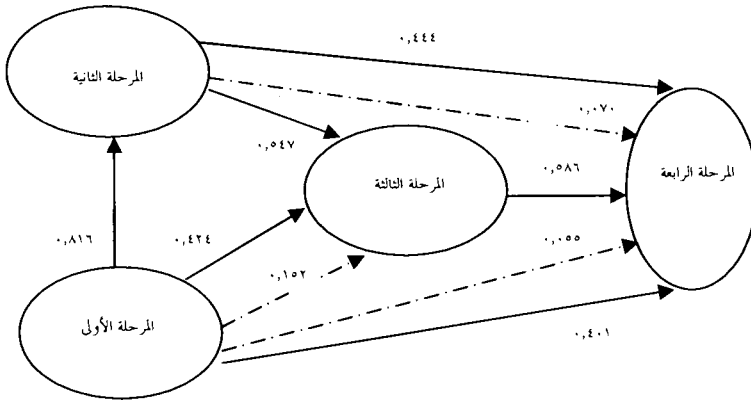 ٠,٤٤٤
المرحلة الثانية
٠,٠٧٠
٠,٥٤٧
المرحلة الثالثة
٠,٥٨٦
المرحلة الرابعة
٠,٨١٦
٠,٤٢٤
٠,٠٥٥
٠,١٥٢
المرحلة الأولى
٠,٤٠١